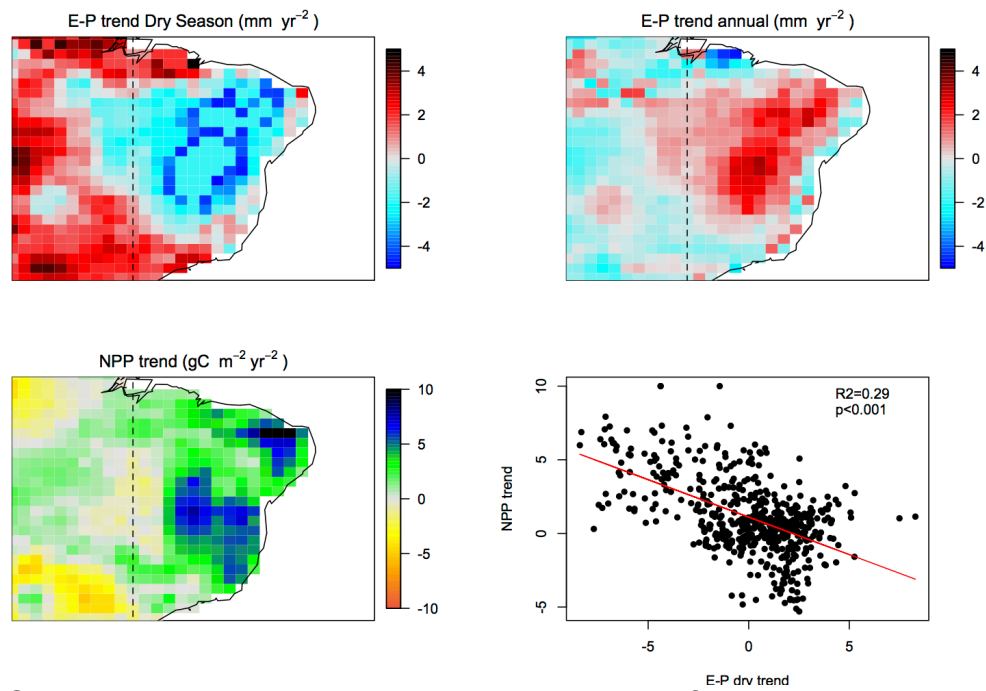 E-P trend Dry Season (mm yr−2 )
4
2
0
-2
-4
E-P trend annual (mm yr−2 )
4
2
0
-2
-4
NPP trend (gC m−2 yr−2 )
10
5
0
-5
-10
10
5
0
-5
NPP trend
R2=0.29
p<0.001
-5 0 5
E-P dry trend